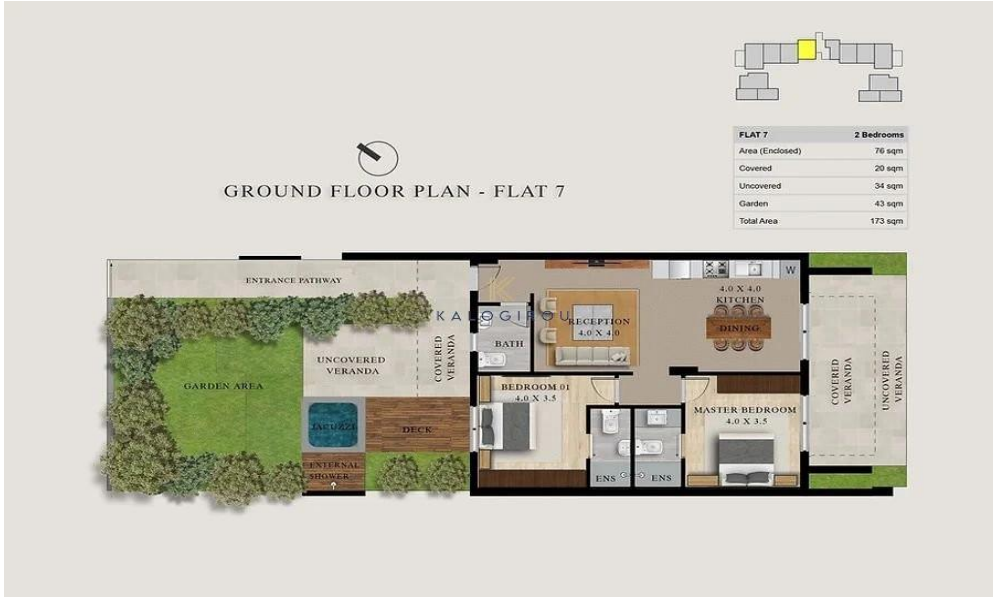 FLAT 7 2 Bedrooms
Area (Enclosed) 76 sqm
Covered 20 sqm
Uncovered 34 sqm
Garden 43 sqm
Total Area 173 sqm
GROUND FLOOR PLAN - FLAT 7
ENTRANCE PATHWAY
W
4.0 X 4.0
KITCHEN
KALOGIROU
RECEPTION
4.0 X 4.0
DINING
BATH
UNCOVERED
VERANDA
COVERED
VERANDA
GARDEN AREA
COVERED
VERANDA
UNCOVERED
VERANDA
BEDROOM 01
4.0 X 3.5
MASTER BEDROOM
4.0 X 3.5
JACUZZI
DECK
EXTERNAL
SHOWER
ENS
ENS